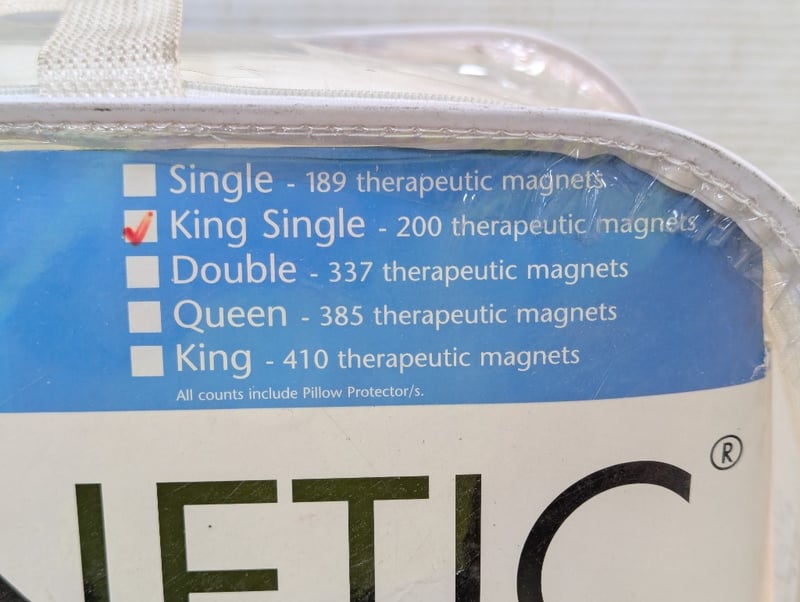 Single - 189 therapeutic magnets
King Single - 200 therapeutic magnets
Double - 337 therapeutic magnets
Queen - 385 therapeutic magnets
King - 410 therapeutic magnets
All counts include Pillow Protector/s.
NETIC®